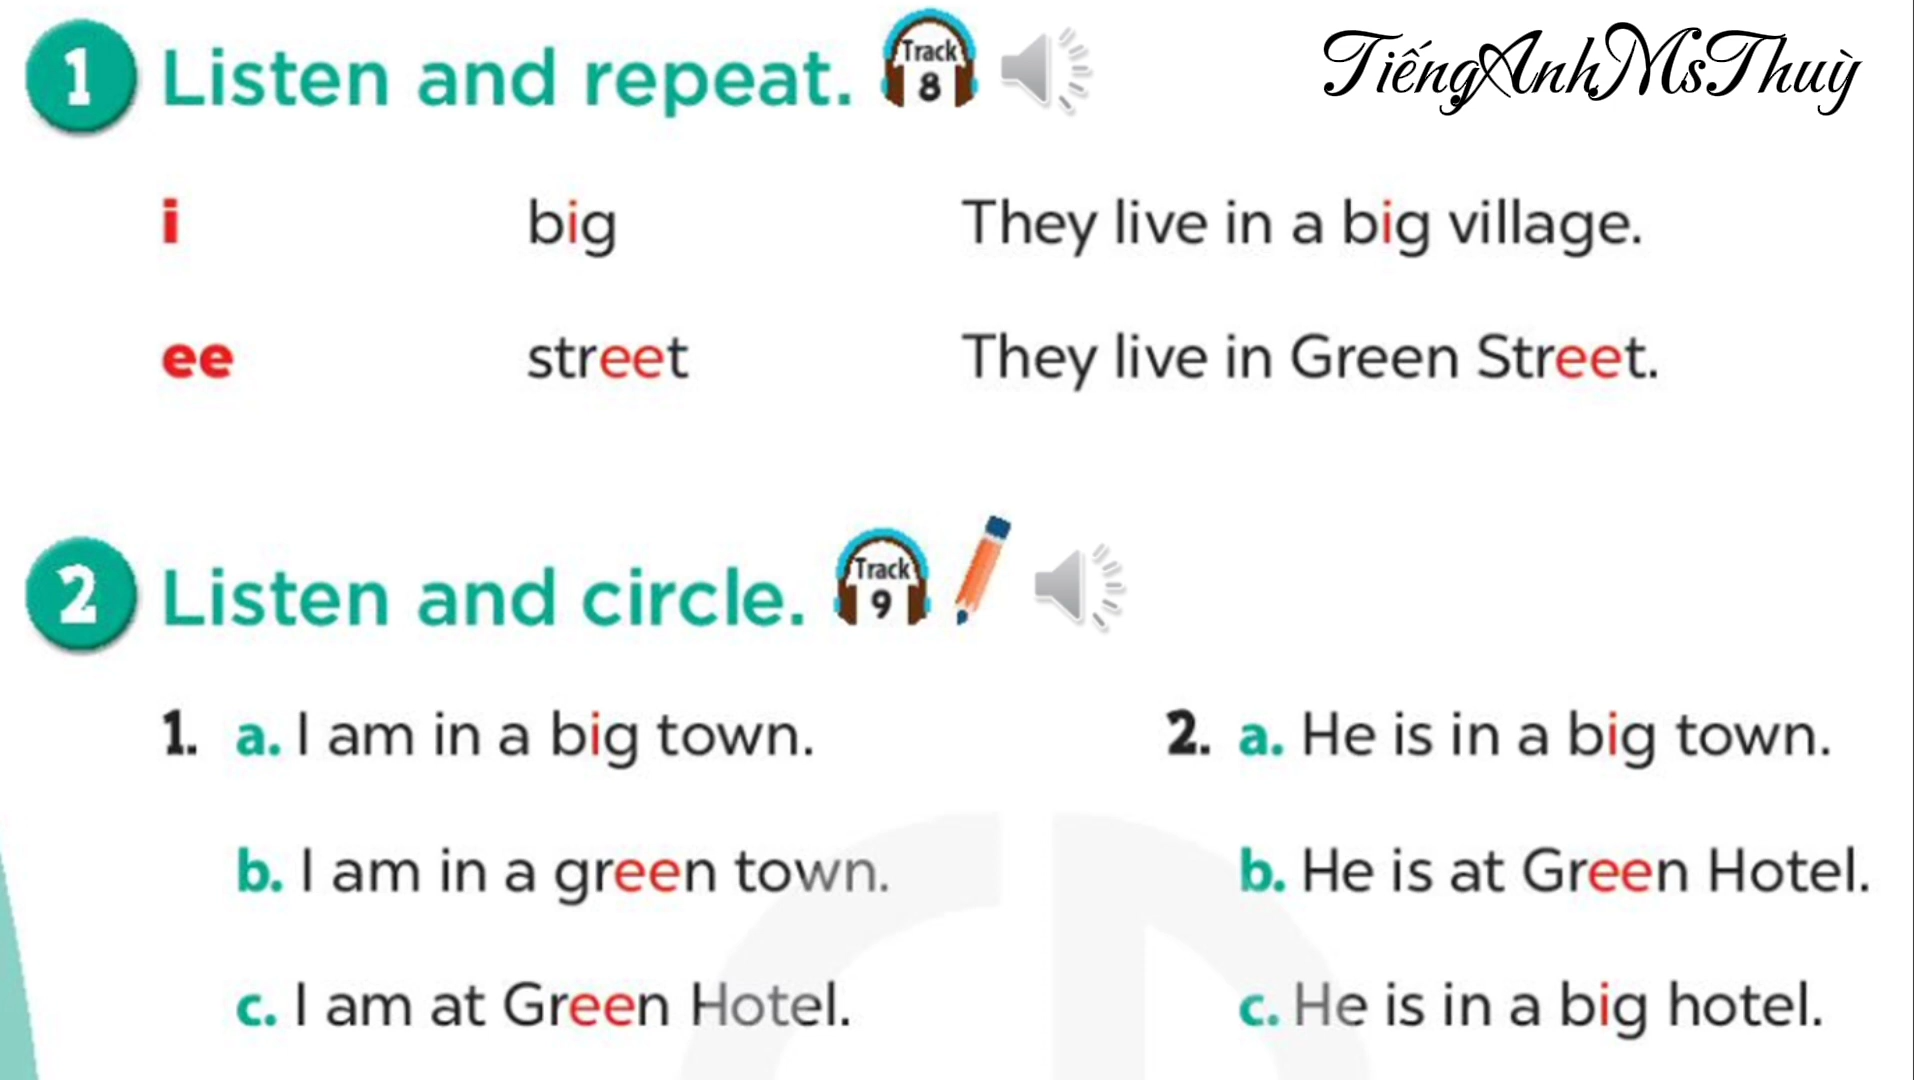 1 Listen and repeat. Track 8
TiếngAnhMsThuỳ
i big They live in a big village.
ee street They live in Green Street.
2 Listen and circle. Track 9
1. a. I am in a big town.
b. I am in a green town.
c. I am at Green Hotel.
2. a. He is in a big town.
b. He is at Green Hotel.
c. He is in a big hotel.